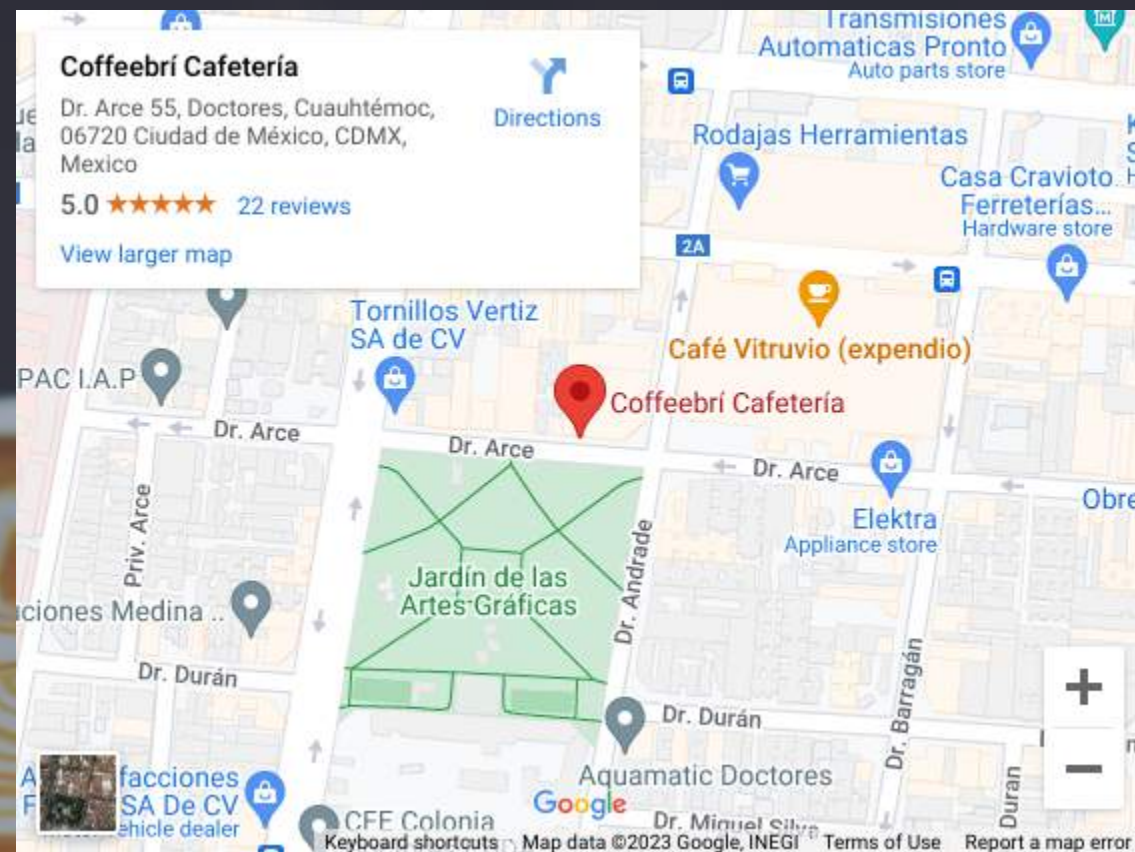 Coffeebrí Cafetería
Dr. Arce 55, Doctores, Cuauhtémoc,
06720 Ciudad de México, CDMX,
Mexico
5.0
22 reviews
View larger map
Directions
Transmisiones
Automaticas Pronto
Auto parts store
Rodajas Herramientas
Casa Cravioto
Ferreterías...
Hardware store
2A
Tornillos Vertiz
SA de CV
Café Vitruvio (expendio)
Coffeebrí Cafetería
PAC I.A.P
Dr. Arce
Dr. Arce
Dr. Arce
Priv. Arce
Elektra
Appliance store
Jardín de las
Artes Gráficas
Dr. Andrade
Medina ..
Dr. Durán
Dr. Durán
Dr. Barragán
Aquamatic Doctores
facciones
SA De CV
vehicle dealer
CFE Colonia
Google
Dr. Miguel Silva
Duran
+
−
Keyboard shortcuts
Map data ©2023 Google, INEGI
Terms of Use
Report a map error